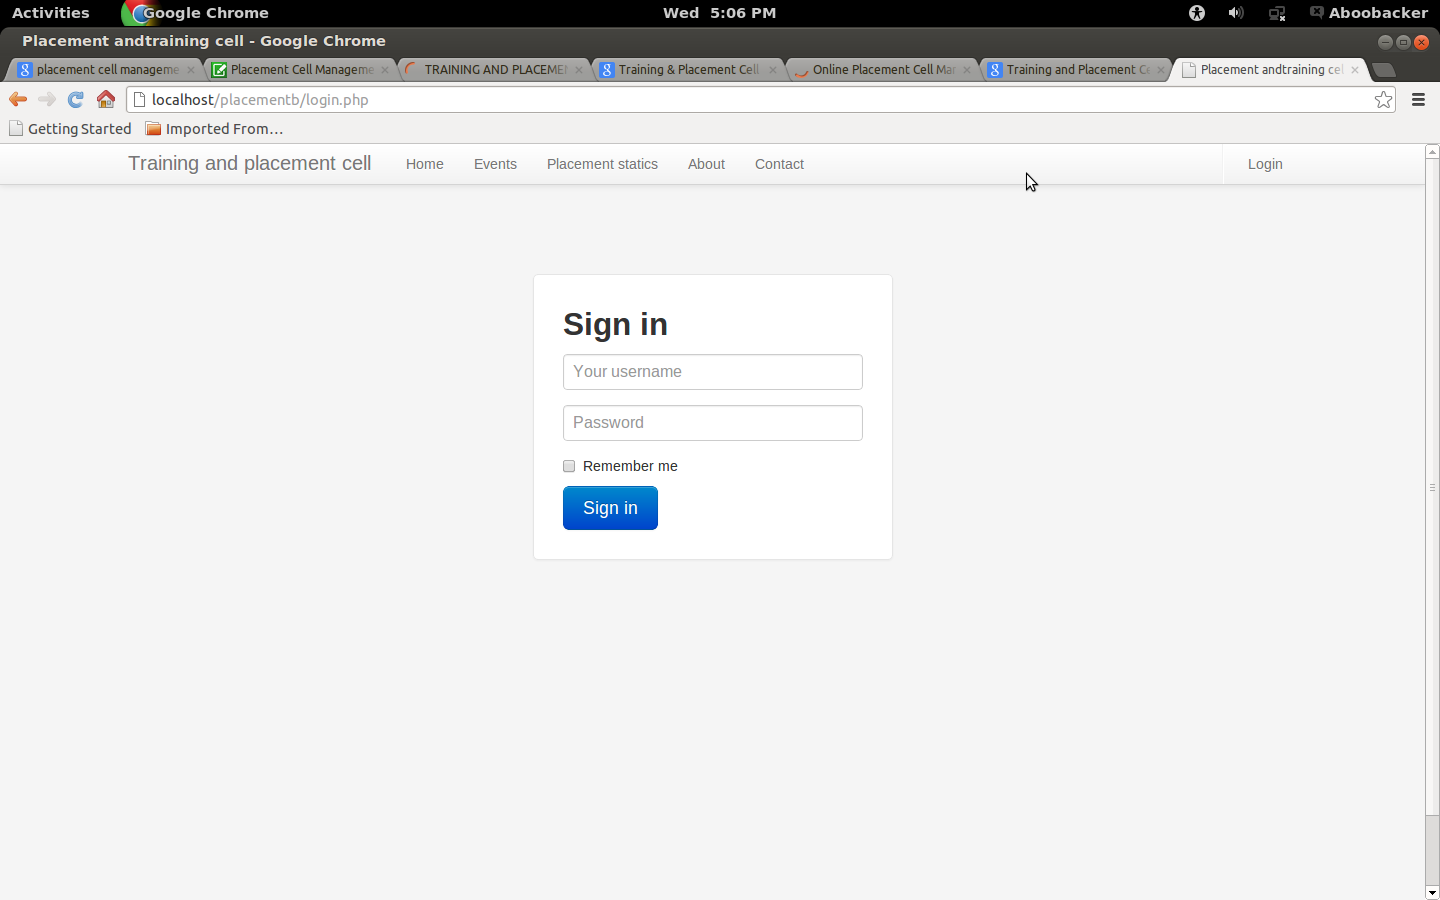 Activities Google Chrome Wed 5:06 PM Aboobacker
Placement andtraining cell - Google Chrome
placement cell manageme Placement Cell Manageme TRAINING AND PLACEMEN Training & Placement Cell Online Placement Cell Mar Training and Placement Ce Placement andtraining cel
localhost/placementb/login.php
Getting Started Imported From...
Training and placement cell Home Events Placement statics About Contact Login
Sign in
Your username
Password
Remember me
Sign in